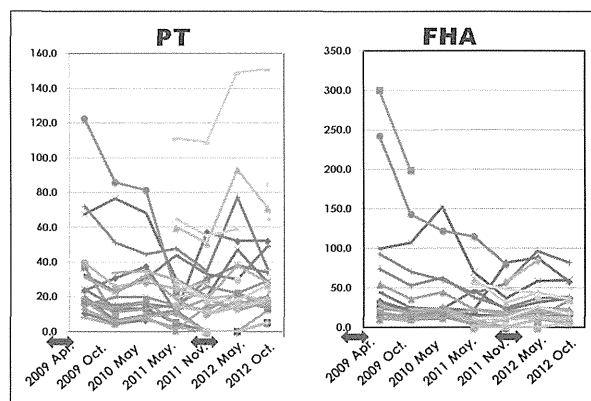 PT
160.0
140.0
120.0
100.0
80.0
60.0
40.0
20.0
0.0
2009 Apr.
2009 Oct.
2010 May
2011 May.
2011 Nov.
2012 May.
2012 Oct.
FHA
350.0
300.0
250.0
200.0
150.0
100.0
50.0
0.0
2009 Apr.
2009 Oct.
2010 May
2011 May.
2011 Nov.
2012 May.
2012 Oct.